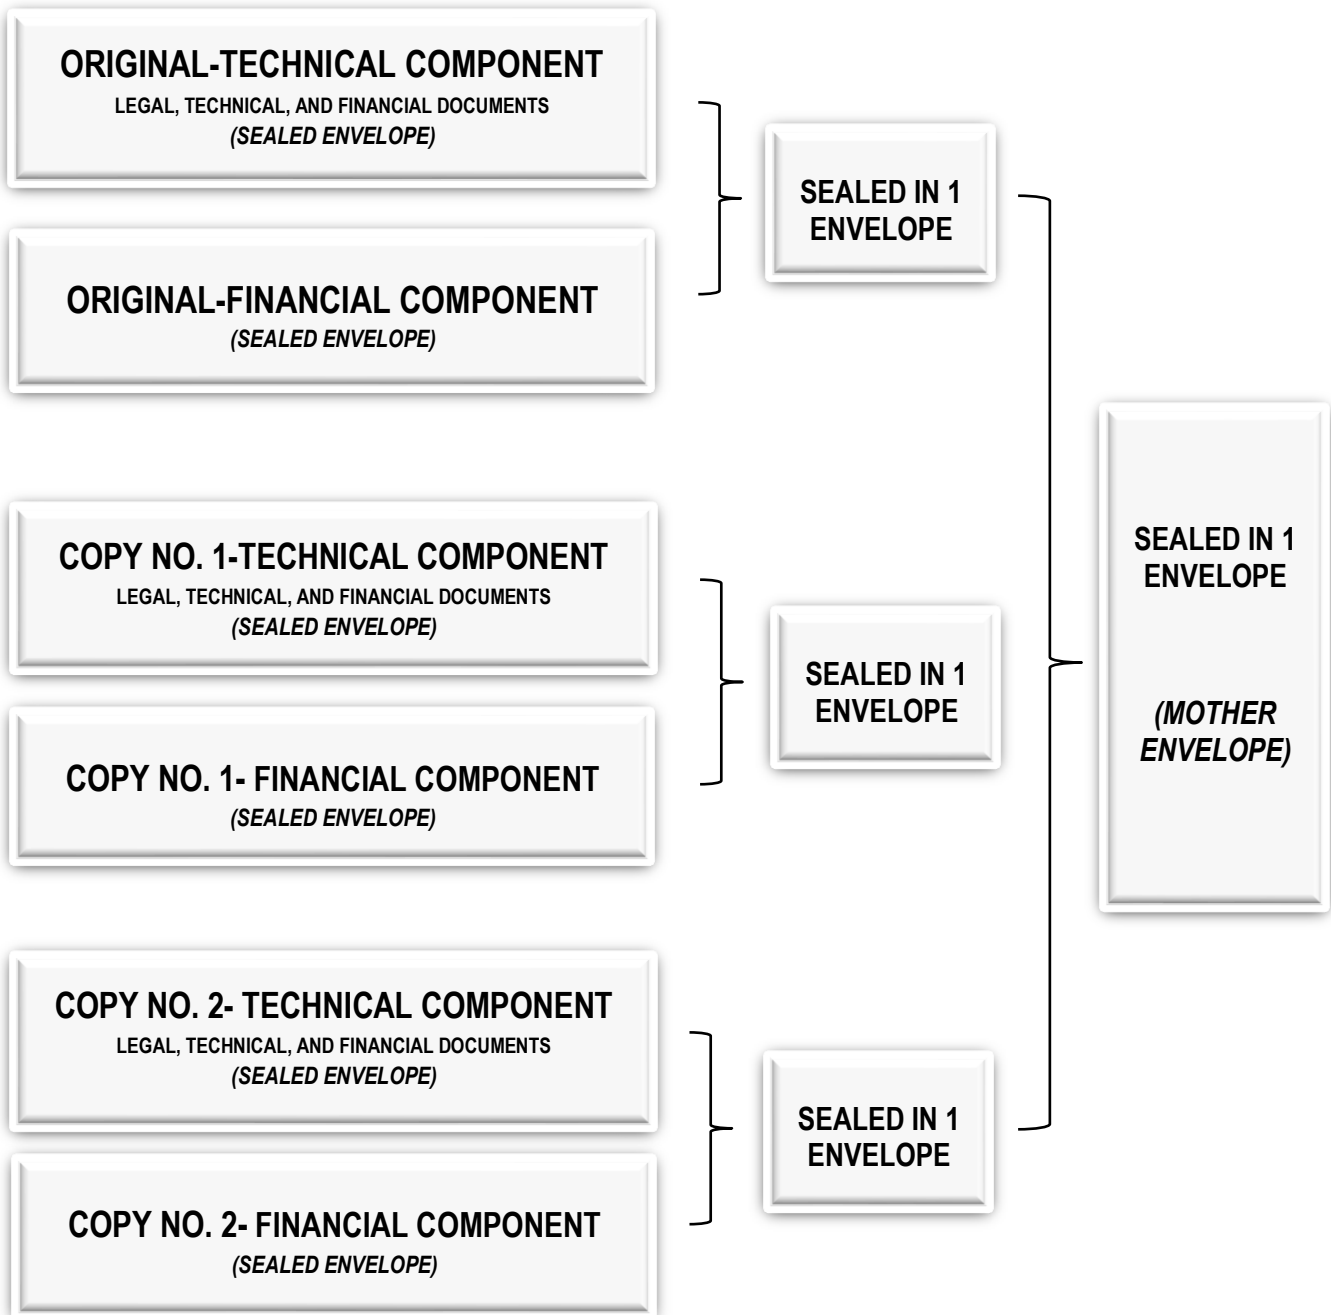 ORIGINAL-TECHNICAL COMPONENT
LEGAL, TECHNICAL, AND FINANCIAL DOCUMENTS
(SEALED ENVELOPE)
ORIGINAL-FINANCIAL COMPONENT
(SEALED ENVELOPE)
SEALED IN 1
ENVELOPE
COPY NO. 1-TECHNICAL COMPONENT
LEGAL, TECHNICAL, AND FINANCIAL DOCUMENTS
(SEALED ENVELOPE)
COPY NO. 1- FINANCIAL COMPONENT
(SEALED ENVELOPE)
SEALED IN 1
ENVELOPE
COPY NO. 2- TECHNICAL COMPONENT
LEGAL, TECHNICAL, AND FINANCIAL DOCUMENTS
(SEALED ENVELOPE)
COPY NO. 2- FINANCIAL COMPONENT
(SEALED ENVELOPE)
SEALED IN 1
ENVELOPE
SEALED IN 1
ENVELOPE
(MOTHER
ENVELOPE)